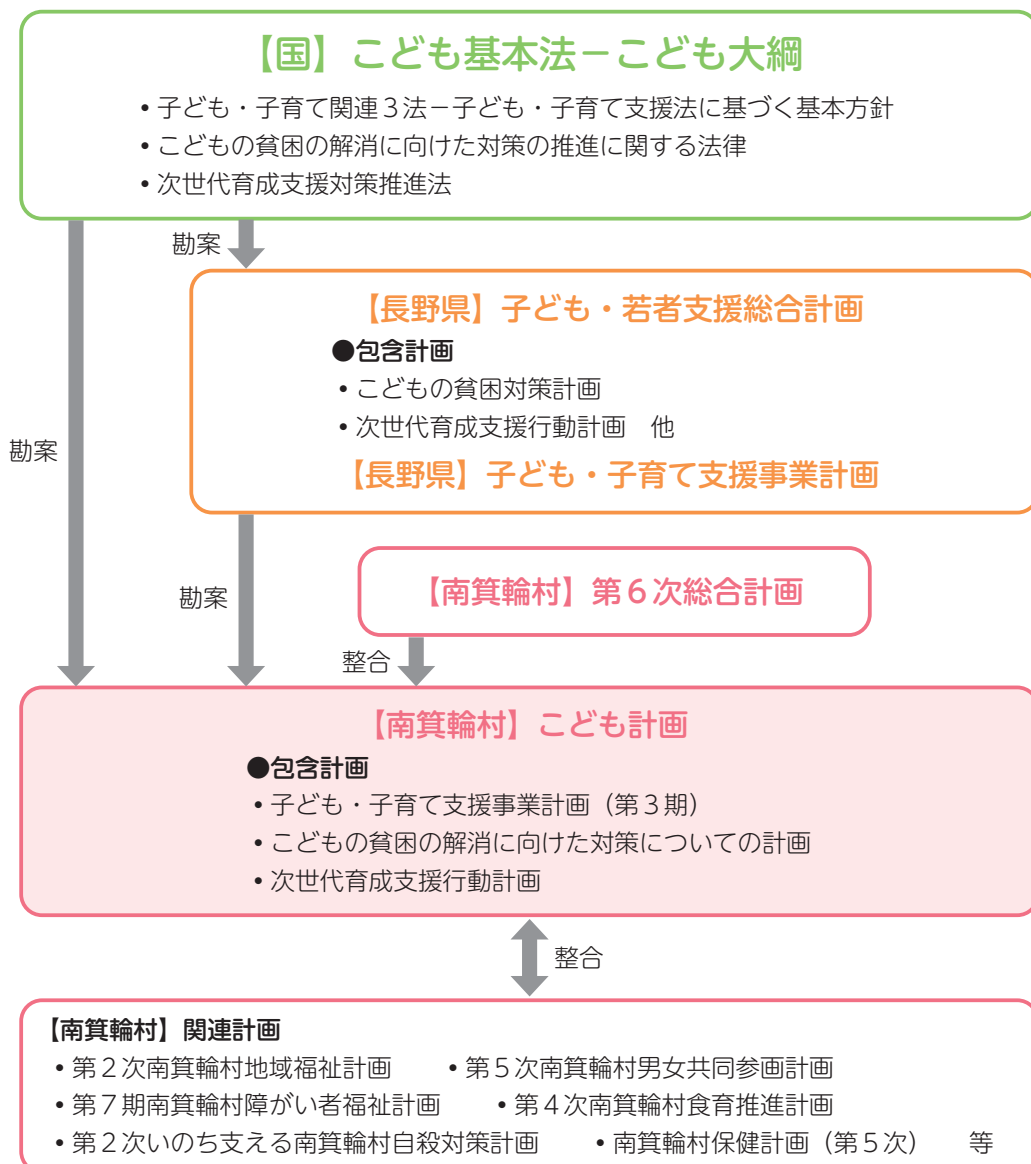 【国】こども基本法－こども大綱
•子ども・子育て関連３法－子ども・子育て支援法に基づく基本方針
•こどもの貧困の解消に向けた対策の推進に関する法律
•次世代育成支援対策推進法
勘案
【長野県】子ども・若者支援総合計画
●包含計画
•こどもの貧困対策計画
•次世代育成支援行動計画　他
【長野県】子ども・子育て支援事業計画
勘案
勘案
【南箕輪村】第６次総合計画
整合
【南箕輪村】こども計画
●包含計画
•子ども・子育て支援事業計画（第３期）
•こどもの貧困の解消に向けた対策についての計画
•次世代育成支援行動計画
整合
【南箕輪村】関連計画
•第２次南箕輪村地域福祉計画　•第５次南箕輪村男女共同参画計画
•第７期南箕輪村障がい者福祉計画　•第４次南箕輪村食育推進計画
•第２次いのち支える南箕輪村自殺対策計画　•南箕輪村保健計画（第５次）　等